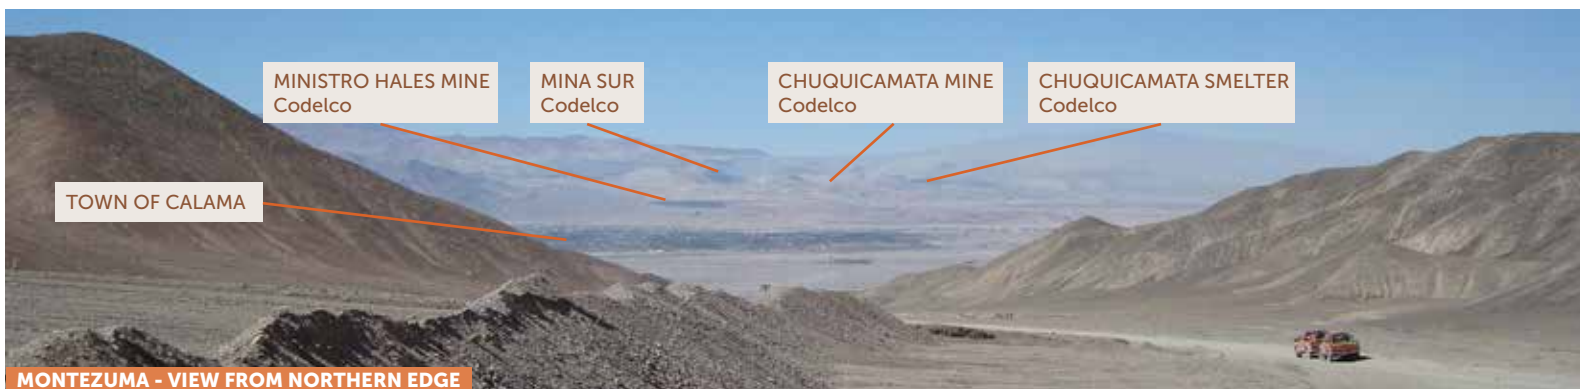 MINISTRO HALES MINE
Codelco
MINA SUR
Codelco
CHUQUICAMATA MINE
Codelco
CHUQUICAMATA SMELTER
Codelco
TOWN OF CALAMA
MONTEZUMA - VIEW FROM NORTHERN EDGE